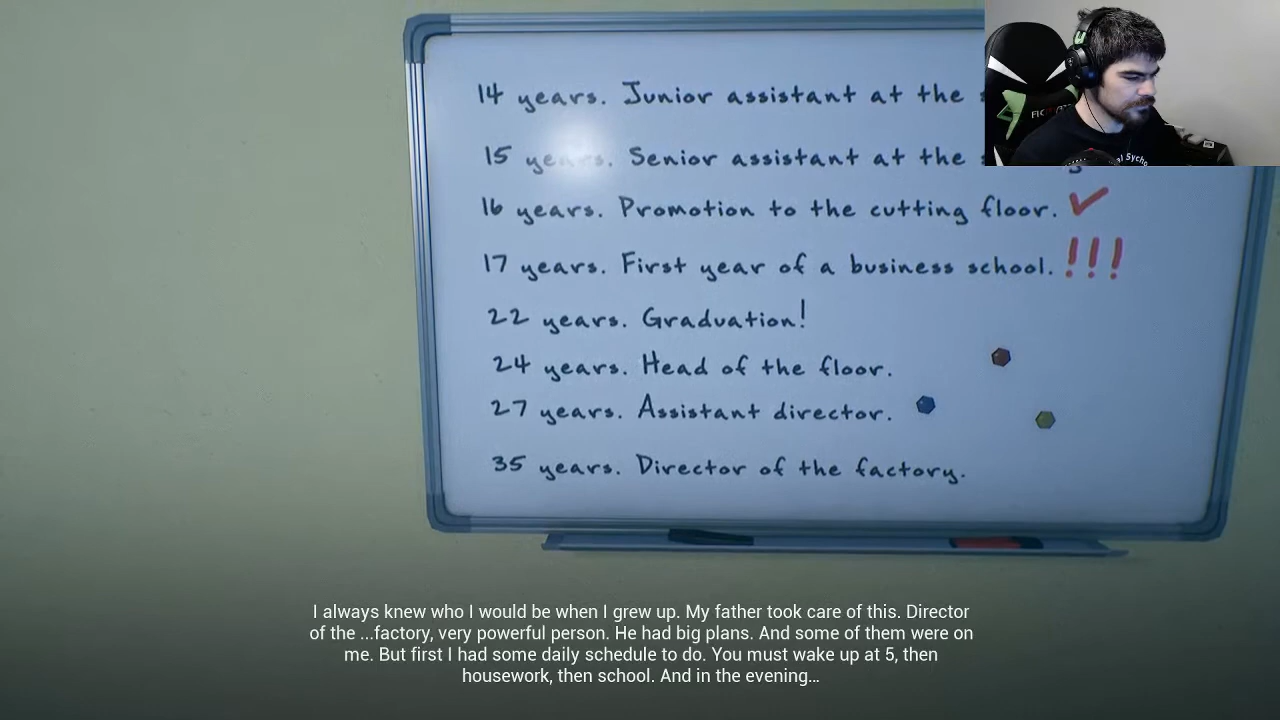 14 years. Junior assistant at the
15 years. Senior assistant at the
16 years. Promotion to the cutting floor. ✓
17 years. First year of a business school. !!!
22 years. Graduation!
24 years. Head of the floor.
27 years. Assistant director.
35 years. Director of the factory.
I always knew who I would be when I grew up. My father took care of this. Director
of the ...factory, very powerful person. He had big plans. And some of them were on
me. But first I had some daily schedule to do. You must wake up at 5, then
housework, then school. And in the evening…